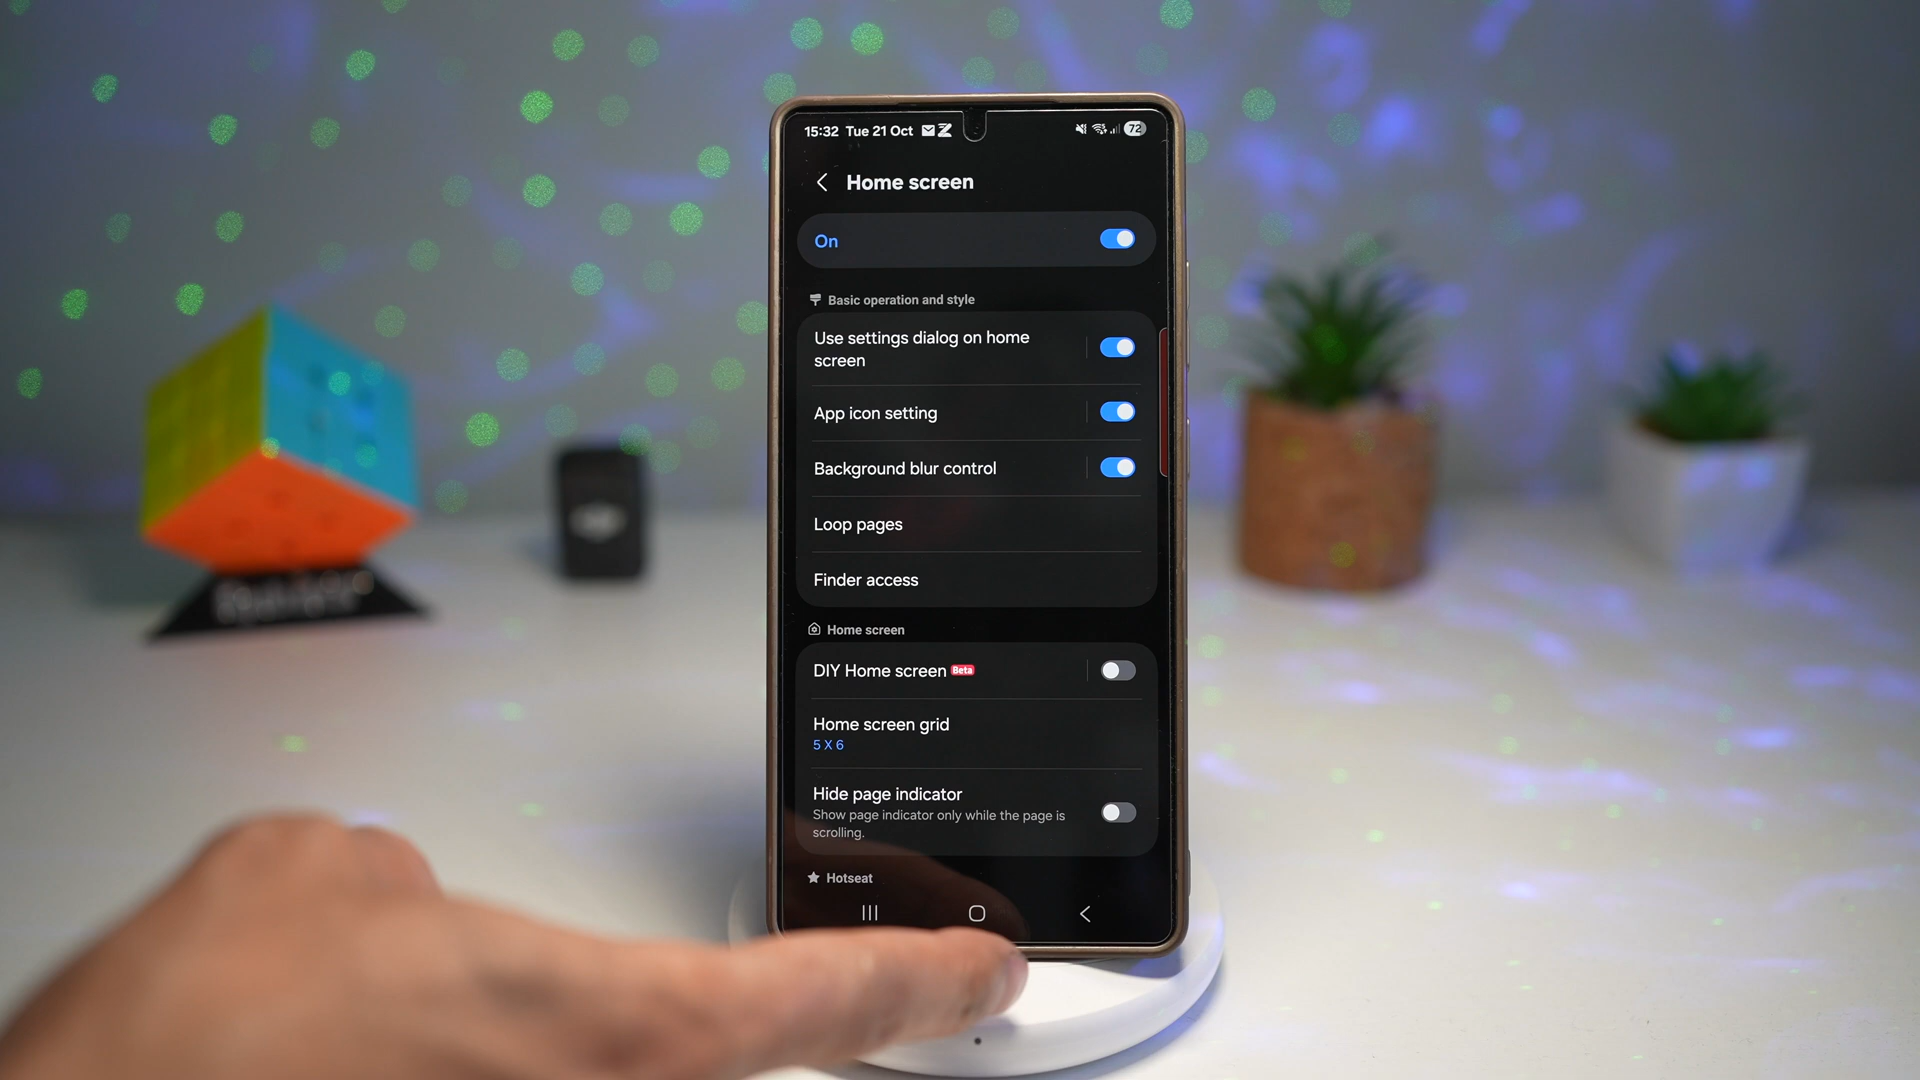 15:32 Tue 21 Oct
72
Home screen
On
Basic operation and style
Use settings dialog on home
screen
App icon setting
Background blur control
Loop pages
Finder access
Home screen
DIY Home screen Beta
Home screen grid
5 X 6
Hide page indicator
Show page indicator only while the page is
scrolling.
Hotseat